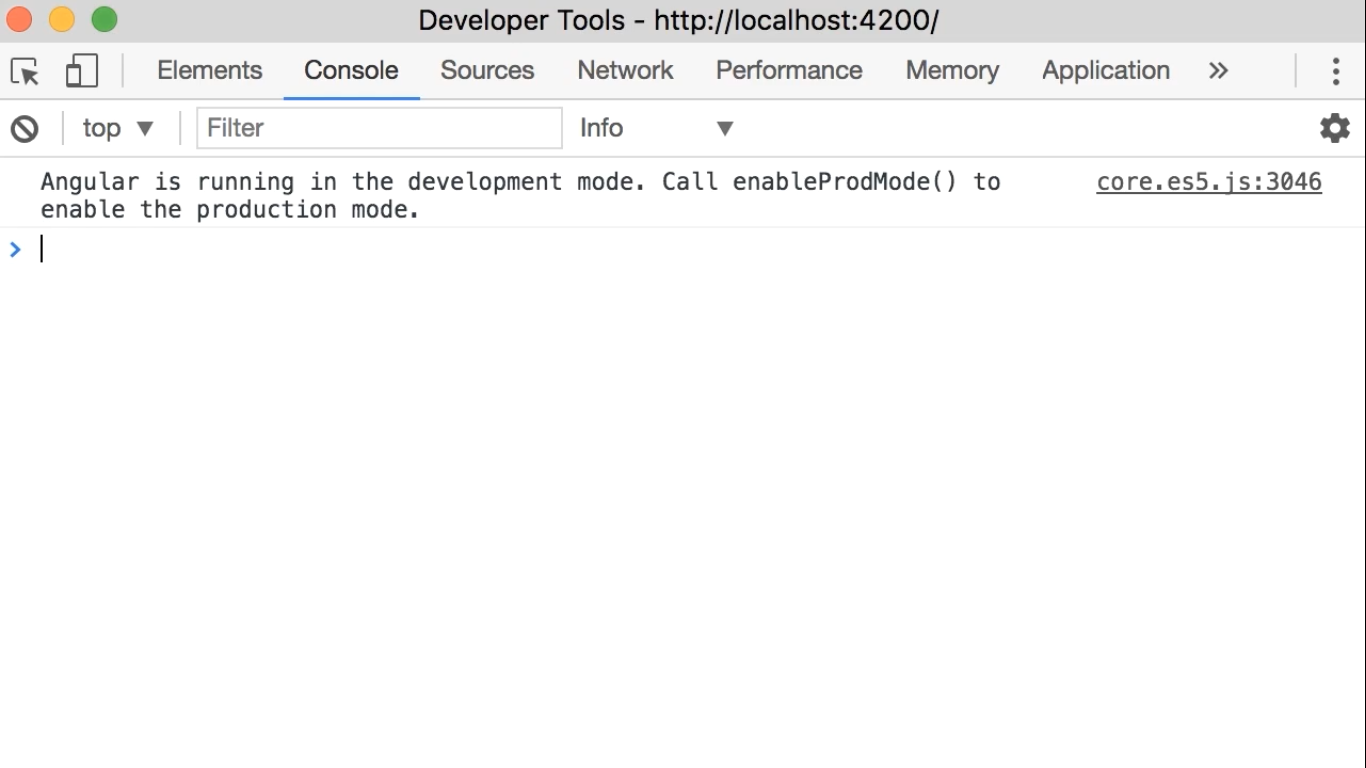 Developer Tools - http://localhost:4200/
Elements Console Sources Network Performance Memory Application »
top ▼ Filter Info ▼
Angular is running in the development mode. Call enableProdMode() to core.es5.js:3046
enable the production mode.
>